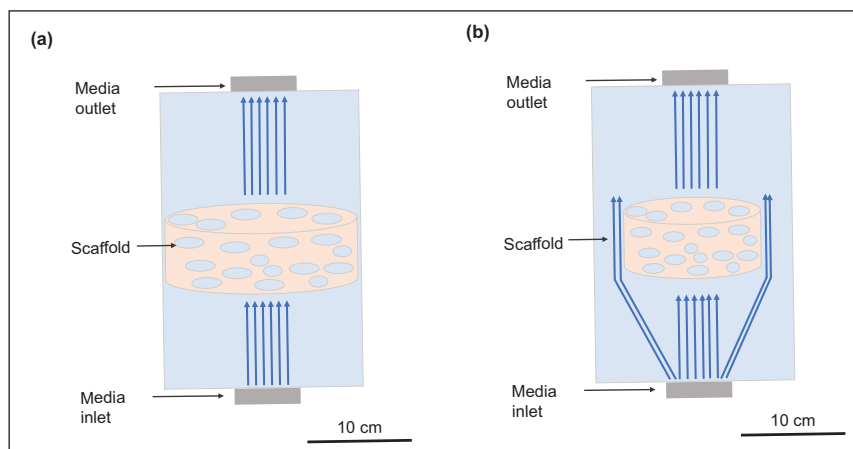 (a)
Media
outlet
Scaffold
Media
inlet
10 cm
(b)
Media
outlet
Scaffold
Media
inlet
10 cm